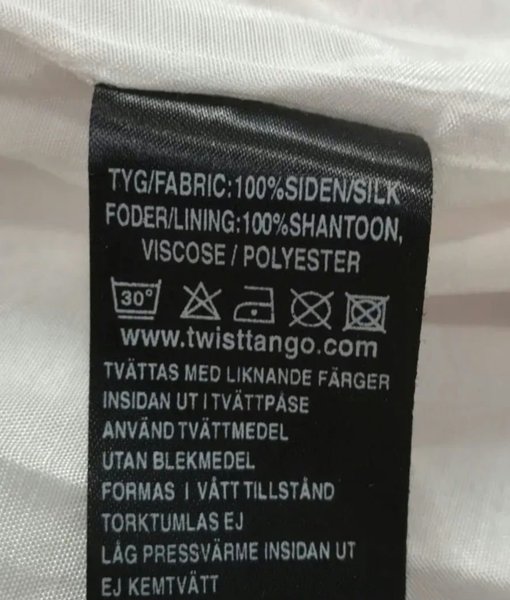 TYG/FABRIC:100%SIDEN/SILK
FODER/LINING:100%SHANTOON,
VISCOSE / POLYESTER
30°
www.twisttango.com
TVÄTTAS MED LIKNANDE FÄRGER
INSIDAN UT I TVÄTTPÅSE
ANVÄND TVÄTTMEDEL
UTAN BLEKMEDEL
FORMAS I VÅTT TILLSTÅND
TORKTUMLAS EJ
LÅG PRESSVÄRME INSIDAN UT
EJ KEMTVÄTT